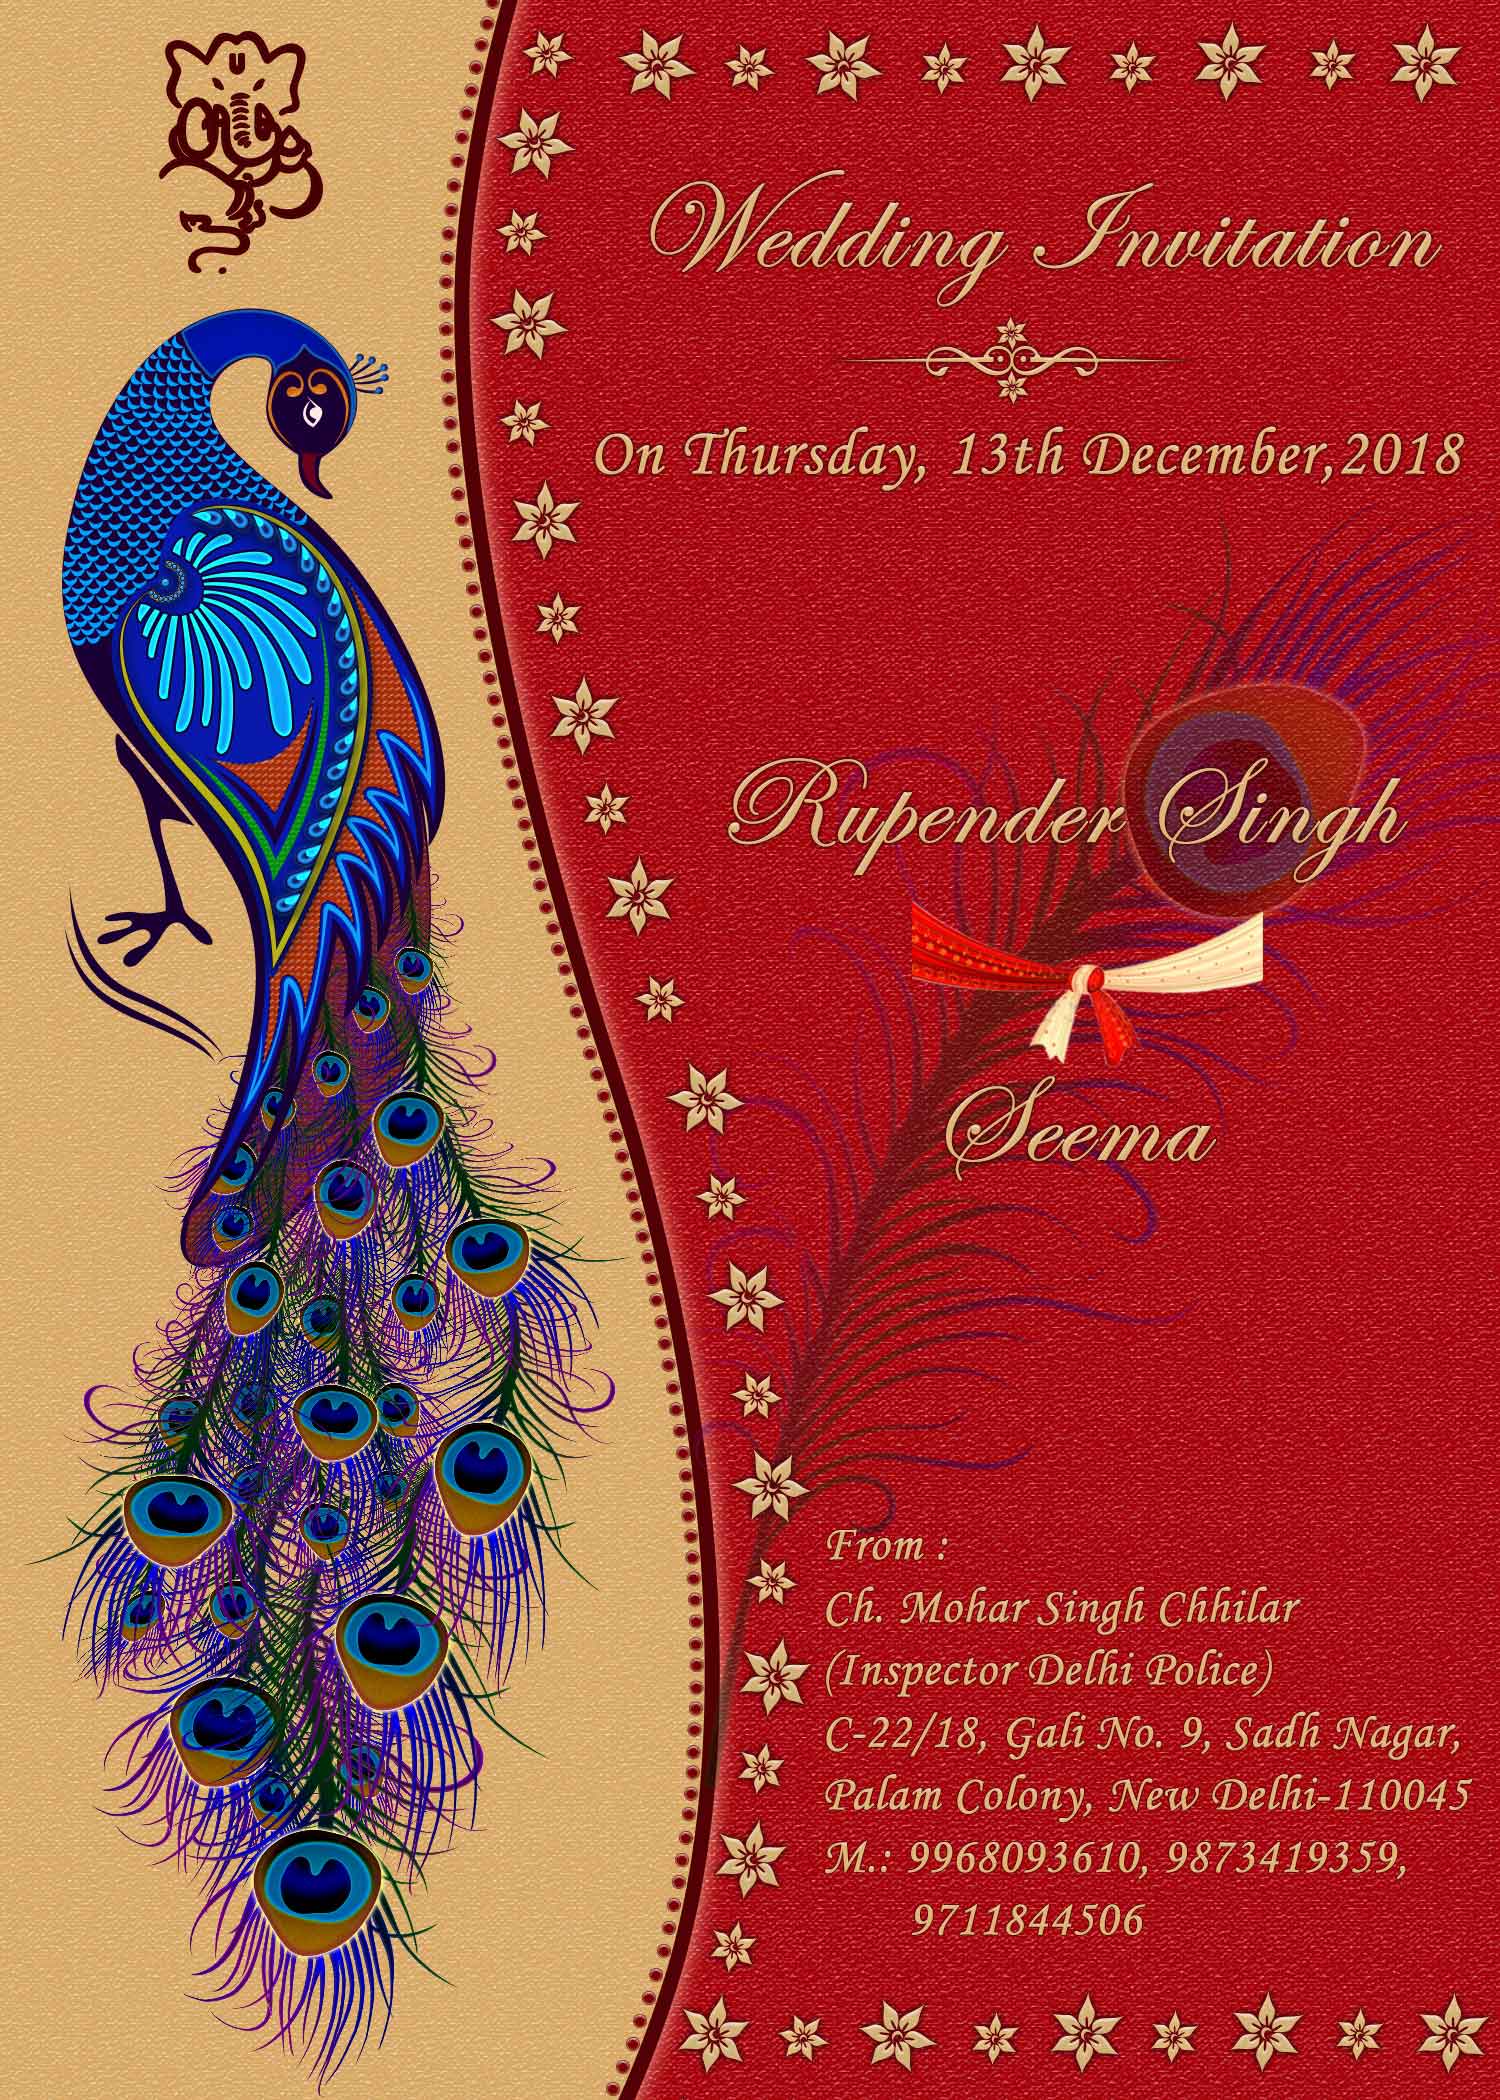 Wedding Invitation
On Thursday, 13th December,2018
Rupender Singh
Seema
From :
Ch. Mohar Singh Chhilar
(Inspector Delhi Police)
C-22/18, Gali No. 9, Sadh Nagar,
Palam Colony, New Delhi-110045
M.: 9968093610, 9873419359,
9711844506